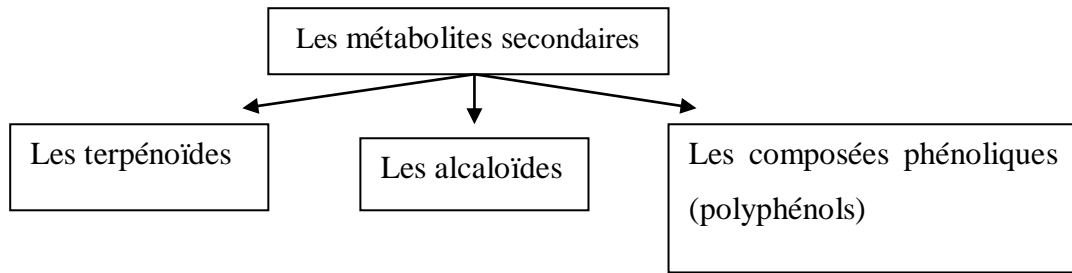 Les métabolites secondaires
Les terpénoïdes
Les alcaloïdes
Les composées phénoliques
(polyphénols)